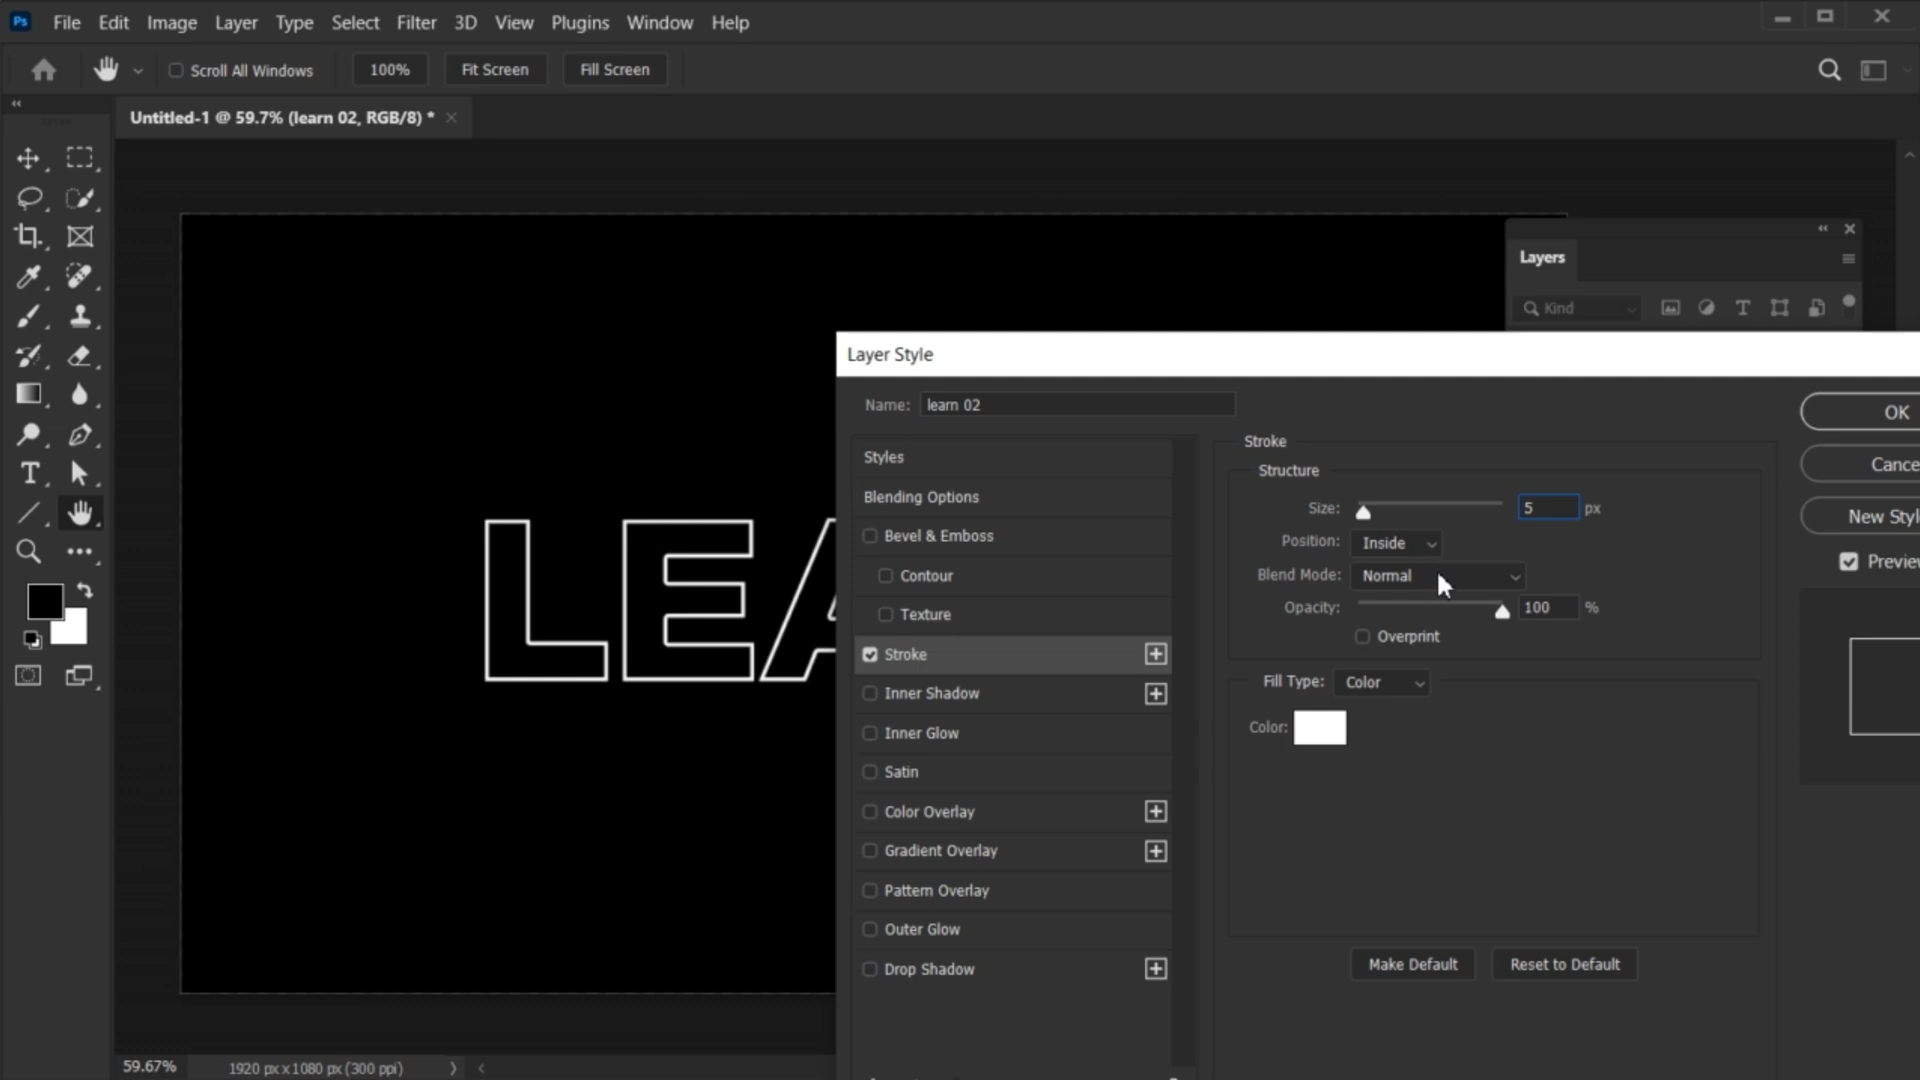 Ps File Edit Image Layer Type Select Filter 3D View Plugins Window Help
Scroll All Windows 100% Fit Screen Fill Screen
Untitled-1 @ 59.7% (learn 02, RGB/8) *
Layers
Kind
Layer Style
Name: learn 02
Styles
Blending Options
Bevel & Emboss
Contour
Texture
Stroke
Inner Shadow
Inner Glow
Satin
Color Overlay
Gradient Overlay
Pattern Overlay
Outer Glow
Drop Shadow
Stroke
Structure
Size: 5 px
Position: Inside
Blend Mode: Normal
Opacity: 100 %
Overprint
Fill Type: Color
Color:
Make Default Reset to Default
OK
Cance
New Styl
Preview
LEA
59.67% 1920 px x 1080 px (300 ppi)